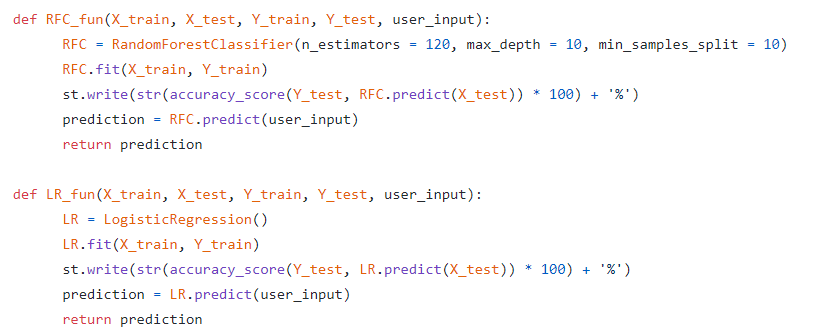 def RFC_fun(X_train, X_test, Y_train, Y_test, user_input):
      RFC = RandomForestClassifier(n_estimators = 120, max_depth = 10, min_samples_split = 10)
      RFC.fit(X_train, Y_train)
      st.write(str(accuracy_score(Y_test, RFC.predict(X_test)) * 100) + '%')
      prediction = RFC.predict(user_input)
      return prediction

def LR_fun(X_train, X_test, Y_train, Y_test, user_input):
      LR = LogisticRegression()
      LR.fit(X_train, Y_train)
      st.write(str(accuracy_score(Y_test, LR.predict(X_test)) * 100) + '%')
      prediction = LR.predict(user_input)
      return prediction